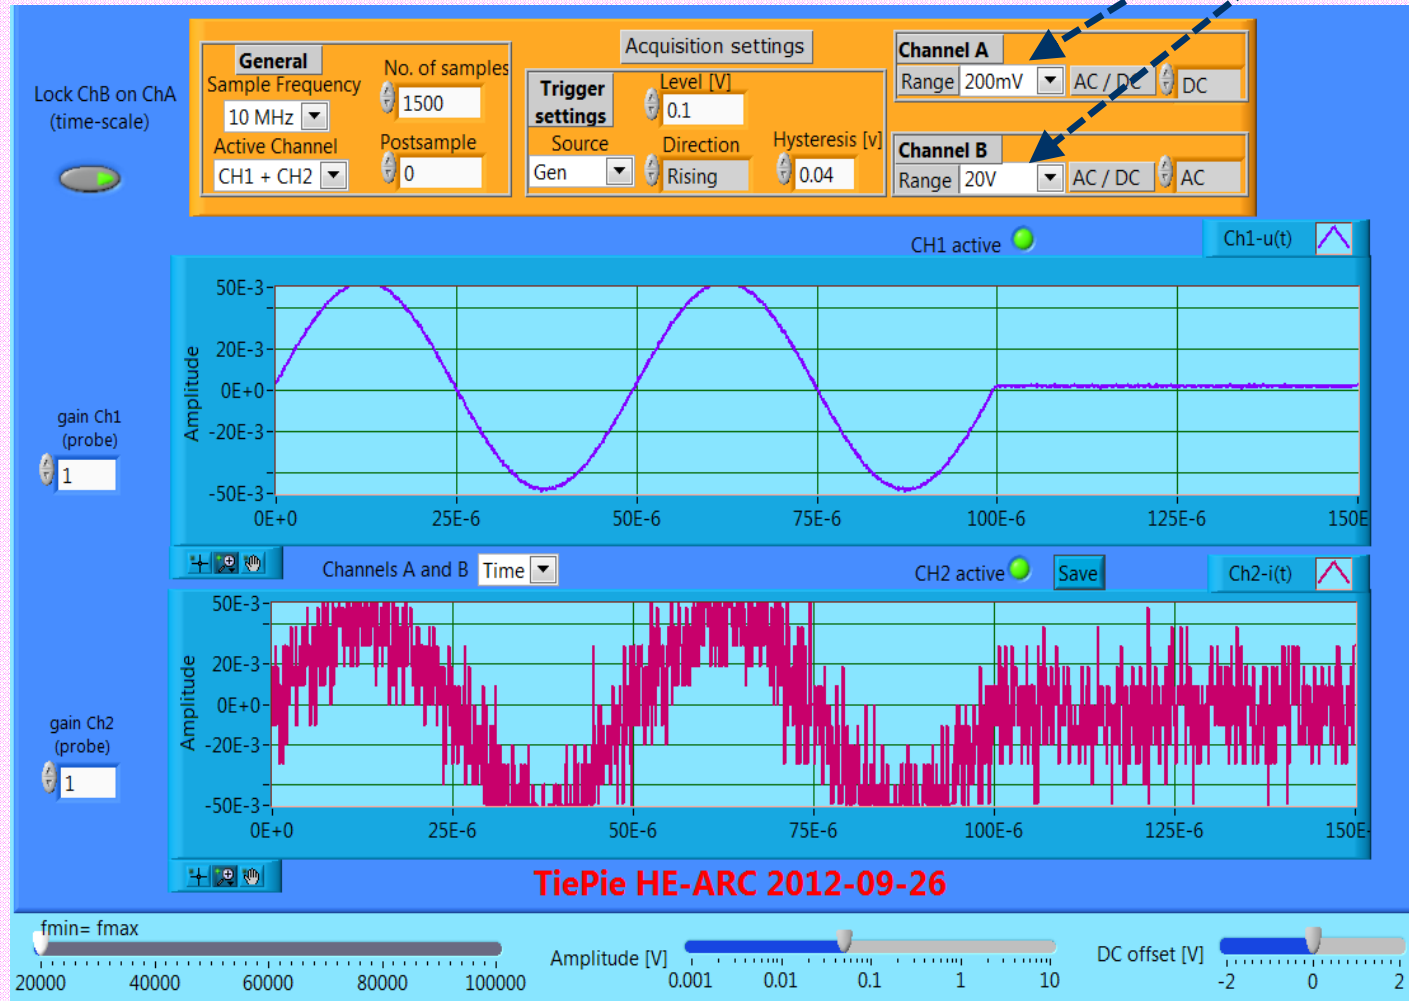 Acquisition settings
General
Sample Frequency
10 MHz
Active Channel
CH1 + CH2
No. of samples
1500
Postsample
0
Trigger
settings
Source
Gen
Level [V]
0.1
Direction
Rising
Hysteresis [v]
0.04
Channel A
Range 200mV AC / DC DC
Channel B
Range 20V AC / DC AC
Lock ChB on ChA
(time-scale)
CH1 active
Ch1-u(t)
50E-3
20E-3
0E+0
-20E-3
-50E-3
Amplitude
0E+0 25E-6 50E-6 75E-6 100E-6 125E-6 150E
gain Ch1
(probe)
1
Channels A and B Time
CH2 active
Save
Ch2-i(t)
50E-3
20E-3
0E+0
-20E-3
-50E-3
Amplitude
0E+0 25E-6 50E-6 75E-6 100E-6 125E-6 150E-
gain Ch2
(probe)
1
TiePie HE-ARC 2012-09-26
fmin= fmax
20000 40000 60000 80000 100000
Amplitude [V]
0.001 0.01 0.1 1 10
DC offset [V]
-2 0 2